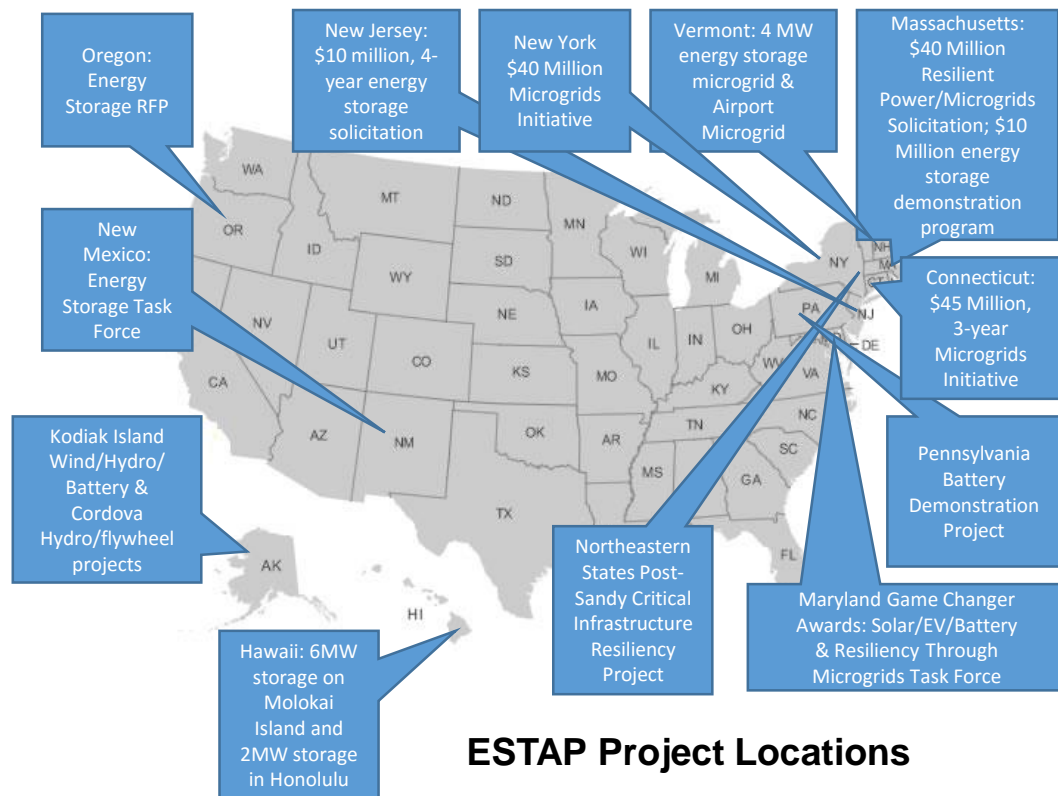 Oregon:
Energy
Storage RFP
New Jersey:
$10 million, 4-
year energy
storage
solicitation
New York
$40 Million
Microgrids
Initiative
Vermont: 4 MW
energy storage
microgrid &
Airport
Microgrid
Massachusetts:
$40 Million
Resilient
Power/Microgrids
Solicitation; $10
Million energy
storage
demonstration
program
New
Mexico:
Energy
Storage Task
Force
Connecticut:
$45 Million,
3-year
Microgrids
Initiative
Kodiak Island
Wind/Hydro/
Battery &
Cordova
Hydro/flywheel
projects
Pennsylvania
Battery
Demonstration
Project
Northeastern
States Post-
Sandy Critical
Infrastructure
Resiliency
Project
Maryland Game Changer
Awards: Solar/EV/Battery
& Resiliency Through
Microgrids Task Force
Hawaii: 6MW
storage on
Molokai
Island and
2MW storage
in Honolulu
WA
MT
ND
MN
OR
ID
WY
SD
WI
MI
NY
NH
MA
CT
NV
UT
CO
NE
IA
IL
IN
OH
PA
NJ
DE
CA
KS
MO
KY
WV
VA
AZ
NM
OK
AR
TN
NC
SC
MS
GA
TX
FL
AK
HI
ESTAP Project Locations